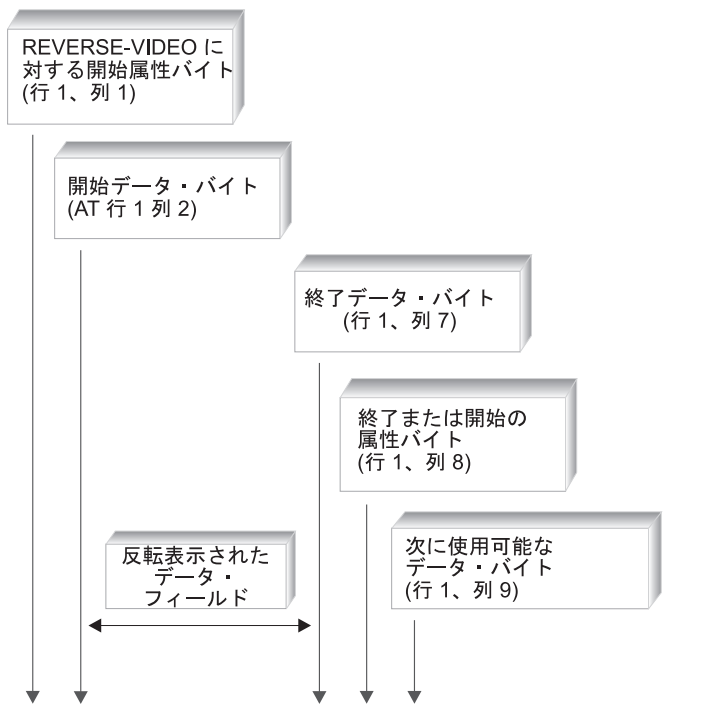 REVERSE-VIDEO に
対する開始属性バイト
(行 1、列 1)
開始データ・バイト
(AT 行 1 列 2)
終了データ・バイト
(行 1、列 7)
終了または開始の
属性バイト
(行 1、列 8)
反転表示された
データ・
フィールド
次に使用可能な
データ・バイト
(行 1、列 9)